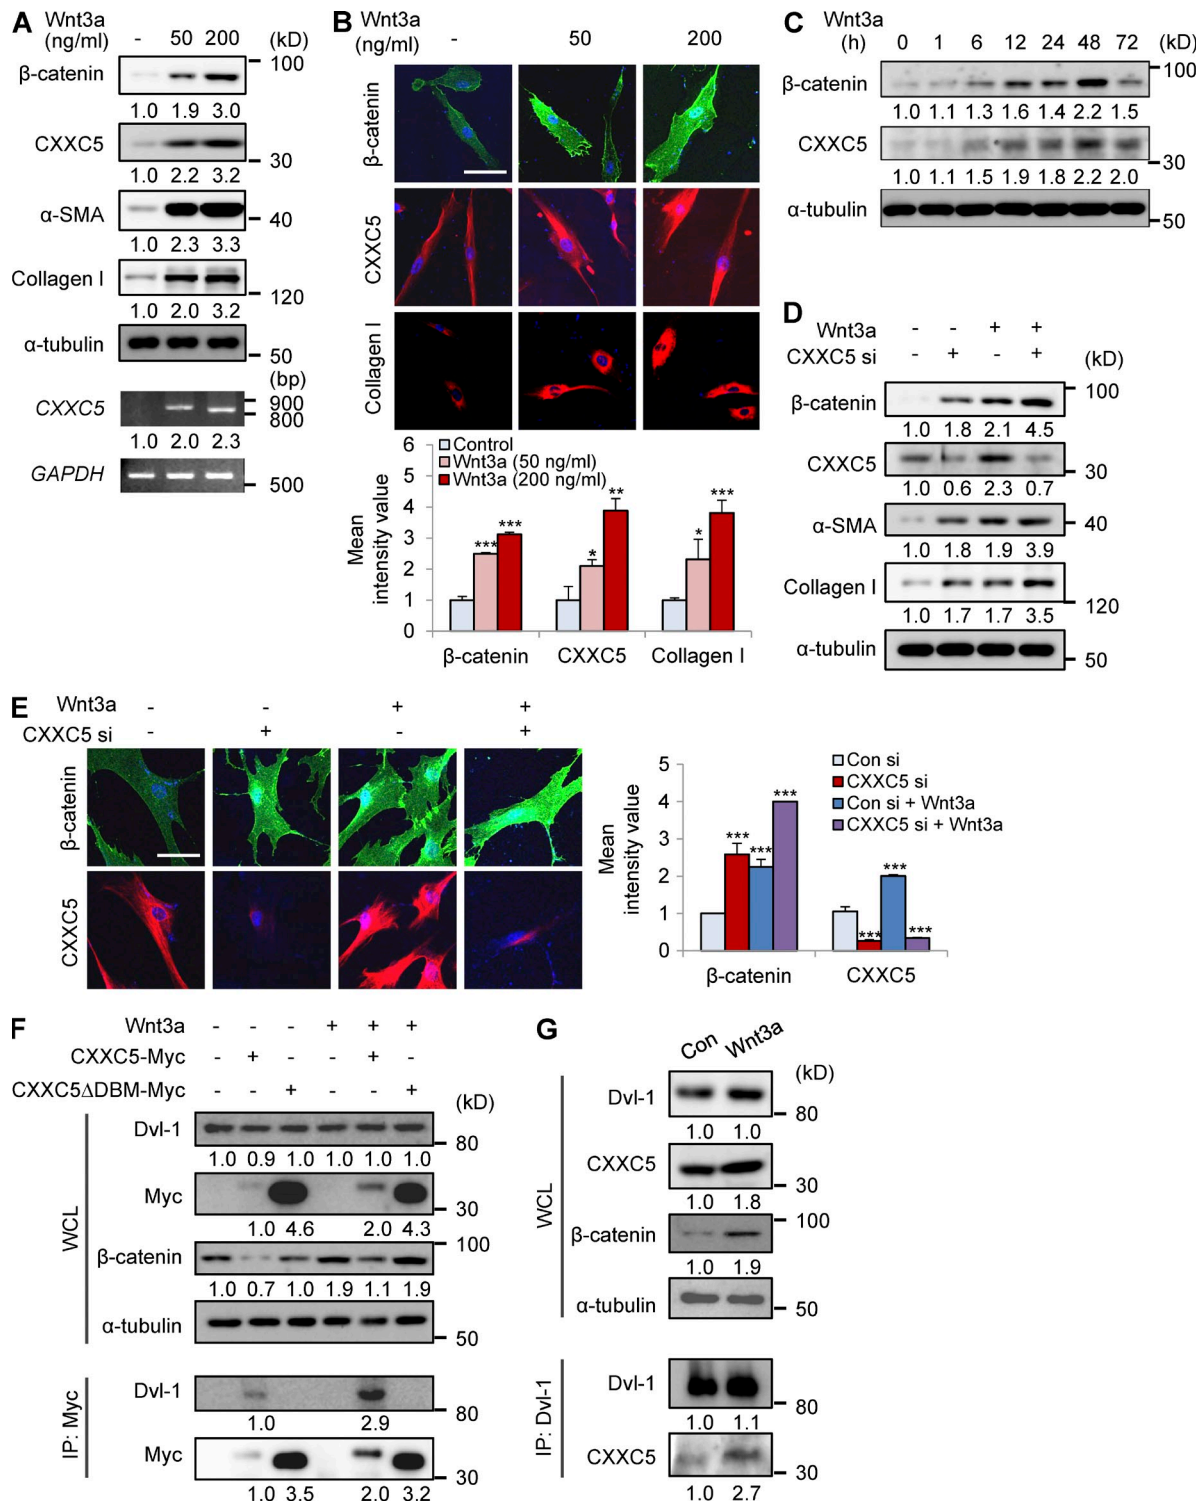 A
Wnt3a
(ng/ml) - 50 200 (kD)
β-catenin 100
1.0 1.9 3.0
CXXC5 30
1.0 2.2 3.2
α-SMA 40
1.0 2.3 3.3
Collagen I 120
1.0 2.0 3.2
α-tubulin 50
(bp)
CXXC5 900
800
1.0 2.0 2.3
GAPDH 500
B
Wnt3a
(ng/ml) - 50 200
β-catenin
CXXC5
Collagen I
Mean
intensity value
6
5
4
3
2
1
0
Control
Wnt3a (50 ng/ml)
Wnt3a (200 ng/ml)
*** *** * ** * ***
β-catenin CXXC5 Collagen I
C
Wnt3a
(h) 0 1 6 12 24 48 72 (kD)
β-catenin 100
1.0 1.1 1.3 1.6 1.4 2.2 1.5
CXXC5 30
1.0 1.1 1.5 1.9 1.8 2.2 2.0
α-tubulin 50
D
Wnt3a - - + +
CXXC5 si - + - + (kD)
β-catenin 100
1.0 1.8 2.1 4.5
CXXC5 30
1.0 0.6 2.3 0.7
α-SMA 40
1.0 1.8 1.9 3.9
Collagen I 120
1.0 1.7 1.7 3.5
α-tubulin 50
E
Wnt3a - - + +
CXXC5 si - + - +
β-catenin
CXXC5
Mean
intensity value
5
4
3
2
1
0
Con si
CXXC5 si
Con si + Wnt3a
CXXC5 si + Wnt3a
*** *** *** *** *** ***
β-catenin CXXC5
F
Wnt3a - - - + + +
CXXC5-Myc - + - - + -
CXXC5ΔDBM-Myc - - + - - +
(kD)
WCL
Dvl-1 80
1.0 0.9 1.0 1.0 1.0 1.0
Myc 30
1.0 4.6 2.0 4.3
β-catenin 100
1.0 0.7 1.0 1.9 1.1 1.9
α-tubulin 50
IP: Myc
Dvl-1 80
1.0 2.9
Myc 30
1.0 3.5 2.0 3.2
G
Con Wnt3a
(kD)
WCL
Dvl-1 80
1.0 1.0
CXXC5 30
1.0 1.8
β-catenin 100
1.0 1.9
α-tubulin 50
IP: Dvl-1
Dvl-1 80
1.0 1.1
CXXC5 30
1.0 2.7